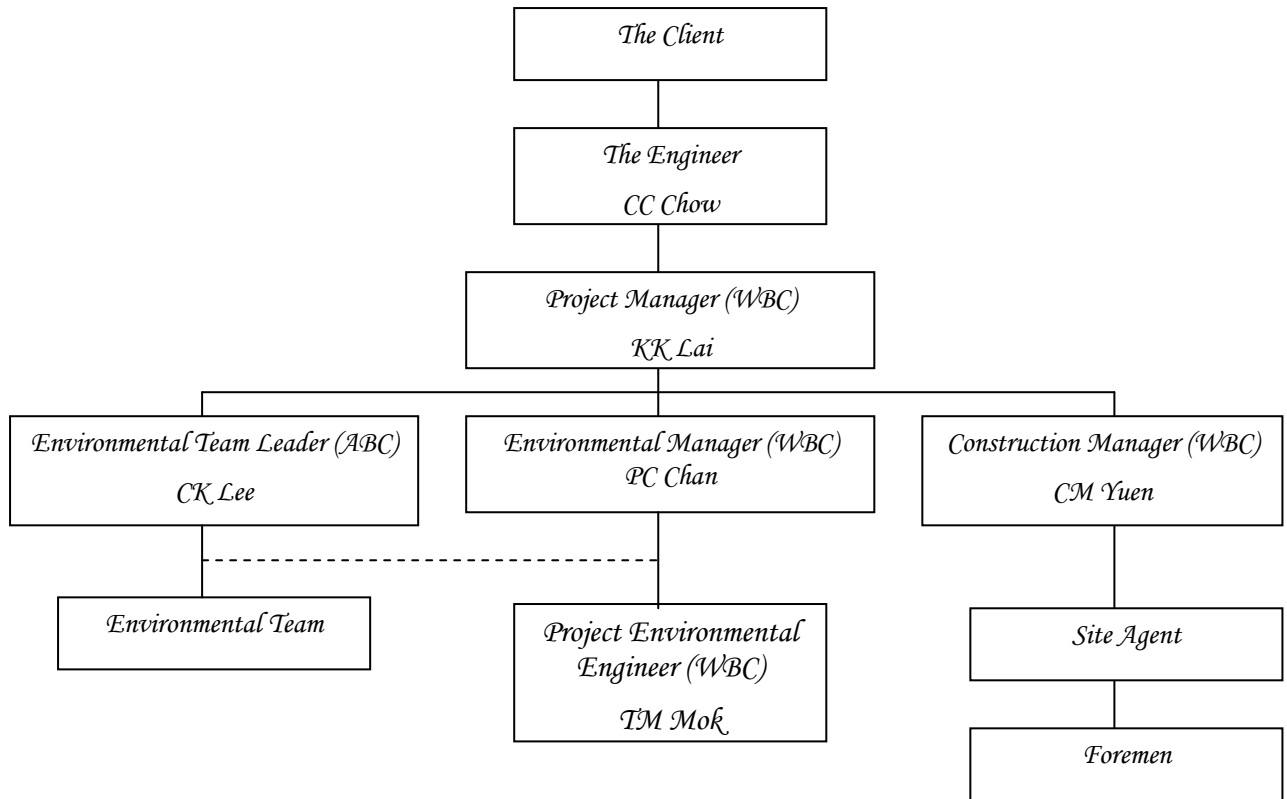 The Client
The Engineer
CC Chow
Project Manager (WBC)
KK Lai
Environmental Team Leader (ABC)
CK Lee
Environmental Manager (WBC)
PC Chan
Construction Manager (WBC)
CM Yuen
Environmental Team
Project Environmental
Engineer (WBC)
TM Mok
Site Agent
Foremen